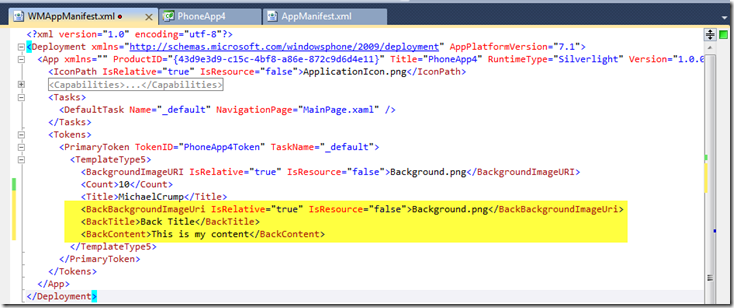 WMAppManifest.xml
PhoneApp4
AppManifest.xml
<?xml version="1.0" encoding="utf-8"?>
<Deployment xmlns="http://schemas.microsoft.com/windowsphone/2009/deployment" AppPlatformVersion="7.1">
<App xmlns="" ProductID="{43d9e3d9-c15c-4bf8-a86e-872c9d6d4e11}" Title="PhoneApp4" RuntimeType="Silverlight" Version="1.0.0
<IconPath IsRelative="true" IsResource="false">ApplicationIcon.png</IconPath>
<Capabilities>...</Capabilities>
<Tasks>
<DefaultTask Name="_default" NavigationPage="MainPage.xaml" />
</Tasks>
<Tokens>
<PrimaryToken TokenID="PhoneApp4Token" TaskName="_default">
<TemplateType5>
<BackgroundImageURI IsRelative="true" IsResource="false">Background.png</BackgroundImageURI>
<Count>10</Count>
<Title>MichaelCrump</Title>
<BackBackgroundImageUri IsRelative="true" IsResource="false">Background.png</BackBackgroundImageUri>
<BackTitle>Back Title</BackTitle>
<BackContent>This is my content</BackContent>
</TemplateType5>
</PrimaryToken>
</Tokens>
</App>
</Deployment>